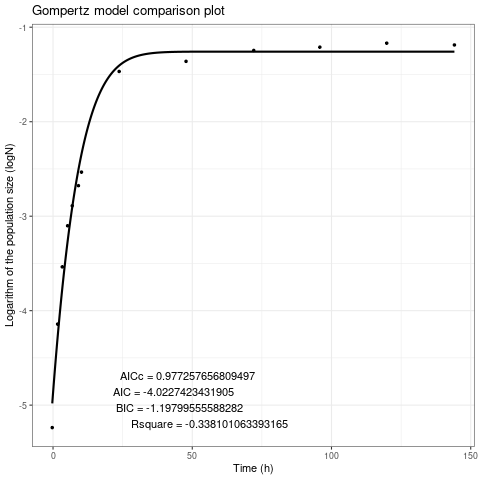 Gompertz model comparison plot
Logarithm of the population size (logN)
-1
-2
-3
-4
-5
AICc = 0.977257656809497
AIC = -4.0227423431905
BIC = -1.19799555588282
Rsquare = -0.338101063393165
0
50
100
150
Time (h)